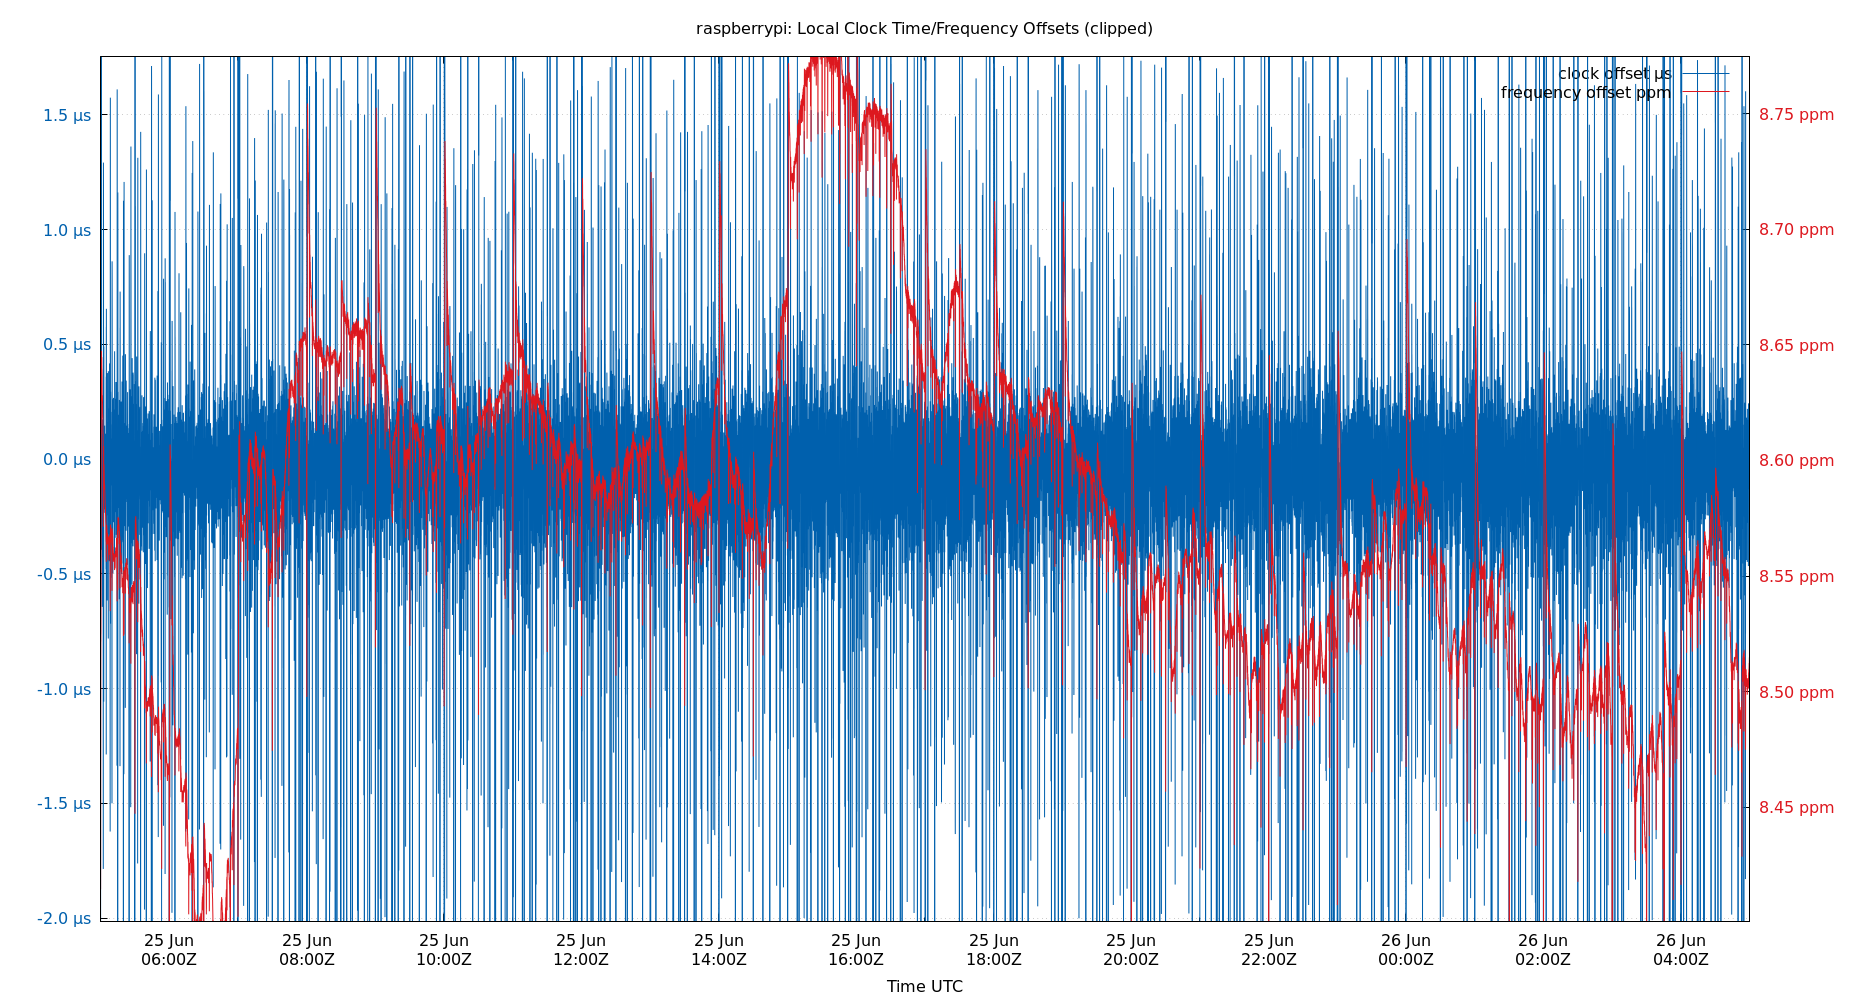 raspberrypi: Local Clock Time/Frequency Offsets (clipped)
clock offset µs
frequency offset ppm
1.5 µs
1.0 µs
0.5 µs
0.0 µs
-0.5 µs
-1.0 µs
-1.5 µs
-2.0 µs
8.75 ppm
8.70 ppm
8.65 ppm
8.60 ppm
8.55 ppm
8.50 ppm
8.45 ppm
25 Jun 25 Jun 25 Jun 25 Jun 25 Jun 25 Jun 25 Jun 25 Jun 25 Jun 26 Jun 26 Jun 26 Jun
06:00Z 08:00Z 10:00Z 12:00Z 14:00Z 16:00Z 18:00Z 20:00Z 22:00Z 00:00Z 02:00Z 04:00Z
Time UTC